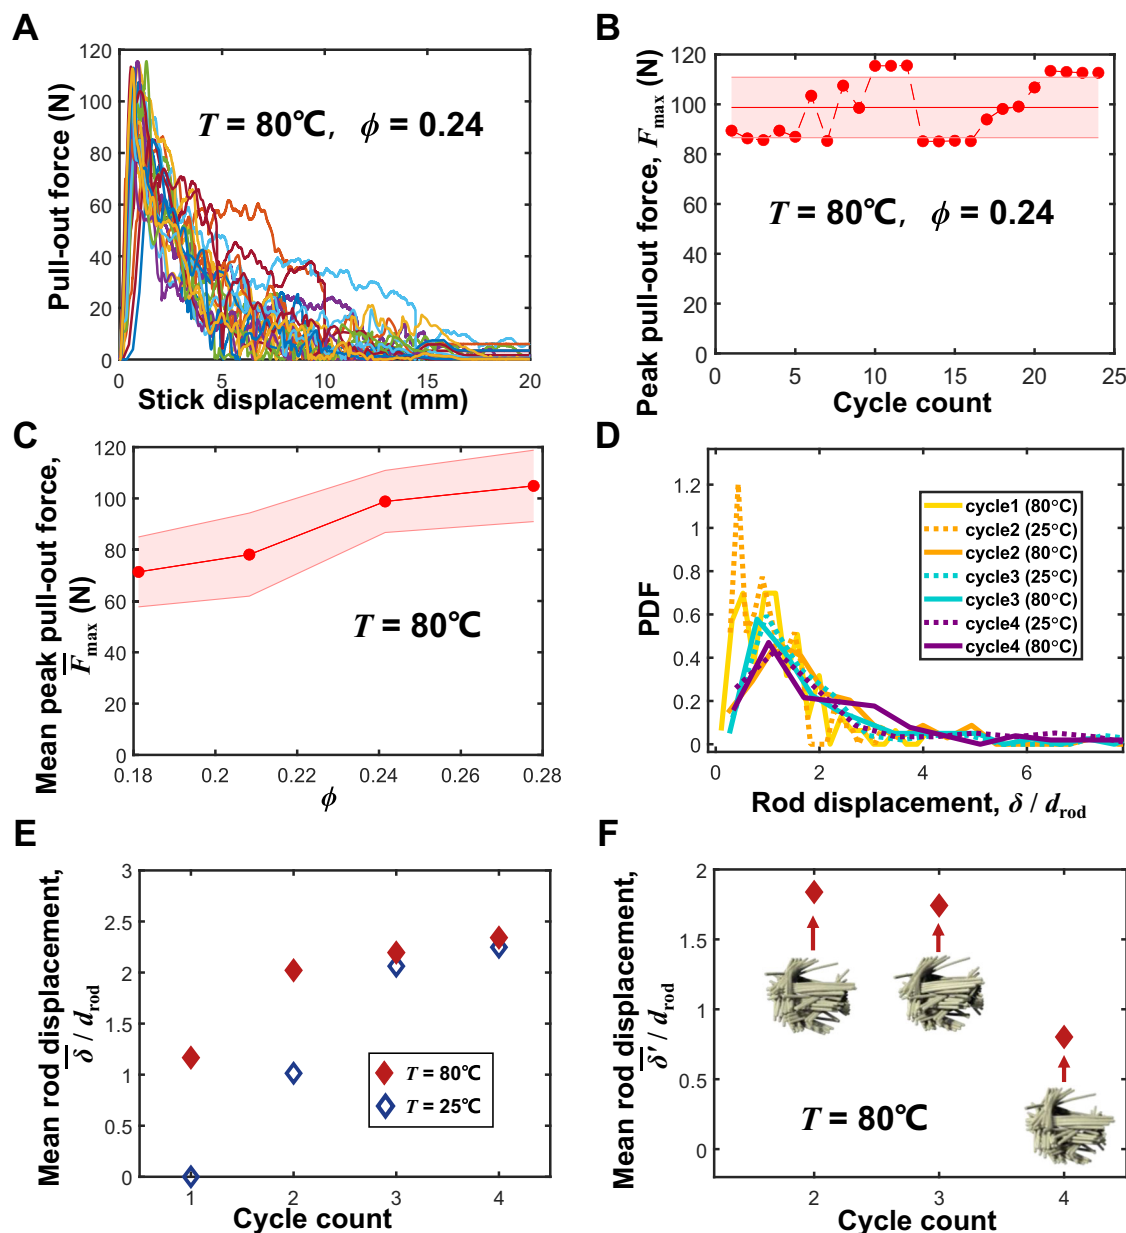 A
Pull-out force (N)
120
100
80
60
40
20
0
T = 80℃, ϕ = 0.24
0
5
10
15
20
Stick displacement (mm)
B
Peak pull-out force, Fmax (N)
120
100
80
60
40
20
0
T = 80℃, ϕ = 0.24
0
5
10
15
20
25
Cycle count
C
Mean peak pull-out force,
Fmax (N)
120
100
80
60
40
20
0
T = 80℃
0.18
0.2
0.22
0.24
0.26
0.28
ϕ
D
PDF
1.2
1
0.8
0.6
0.4
0.2
0
cycle1 (80°C)
cycle2 (25°C)
cycle2 (80°C)
cycle3 (25°C)
cycle3 (80°C)
cycle4 (25°C)
cycle4 (80°C)
0
2
4
6
Rod displacement, δ / drod
E
Mean rod displacement,
δ / drod
3
2.5
2
1.5
1
0.5
0
T = 80℃
T = 25℃
1
2
3
4
Cycle count
F
Mean rod displacement,
δ′ / drod
2
1.5
1
0.5
0
T = 80℃
2
3
4
Cycle count